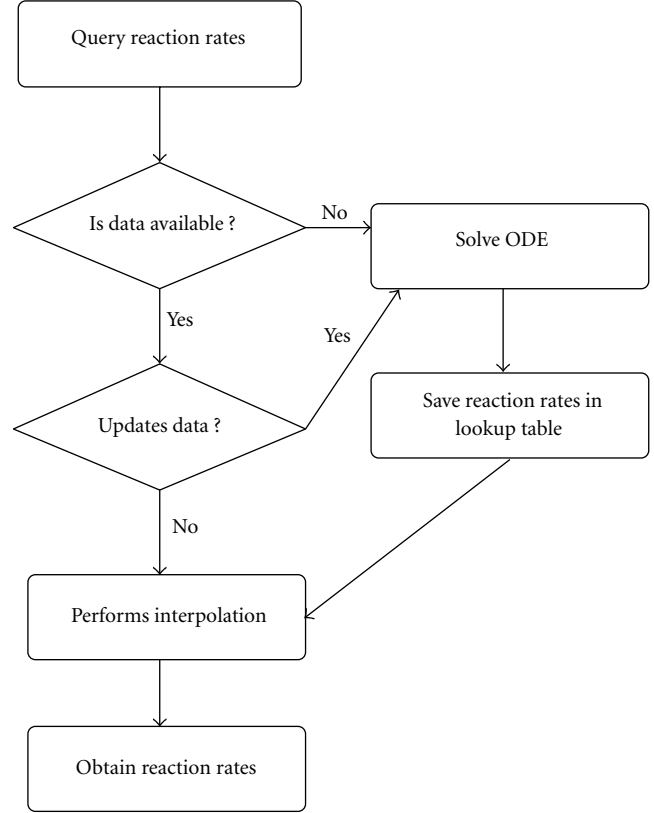 Query reaction rates
Is data available ?
No
Solve ODE
Yes
Yes
Updates data ?
Save reaction rates in
lookup table
No
Performs interpolation
Obtain reaction rates